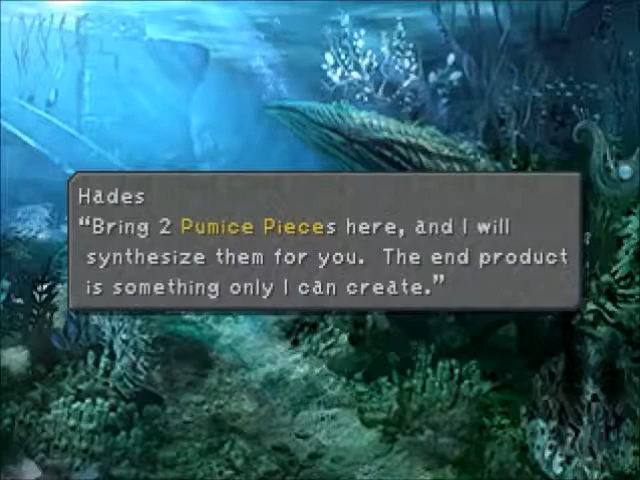 Hades
“Bring 2 Pumice Pieces here, and I will
synthesize them for you. The end product
is something only I can create.”